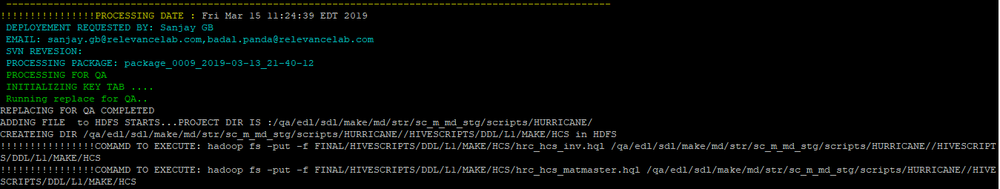 ---------------------------------------------------------------------------------------------------------
!!!!!!!!!!!!!!!!PROCESSING DATE : Fri Mar 15 11:24:39 EDT 2019
DEPLOYEMENT REQUESTED BY: Sanjay GB
EMAIL: sanjay.gb@relevancelab.com,badal.panda@relevancelab.com
SVN REVESION:
PROCESSING PACKAGE: package_0009_2019-03-13_21-40-12
PROCESSING FOR QA
INITIALIZING KEY TAB ....
Running replace for QA..
REPLACING FOR QA COMPLETED
ADDING FILE  to HDFS STARTS...PROJECT DIR IS :/qa/edl/sdl/make/md/str/sc_m_md_stg/scripts/HURRICANE/
CREATEING DIR /qa/edl/sdl/make/md/str/sc_m_md_stg/scripts/HURRICANE//HIVESCRIPTS/DDL/L1/MAKE/HCS in HDFS
!!!!!!!!!!!!!!!!COMAMD TO EXECUTE: hadoop fs -put -f FINAL/HIVESCRIPTS/DDL/L1/MAKE/HCS/hrc_hcs_inv.hql /qa/edl/sdl/make/md/str/sc_m_md_stg/scripts/HURRICANE//HIVESCRIPT
S/DDL/L1/MAKE/HCS
!!!!!!!!!!!!!!!!COMAMD TO EXECUTE: hadoop fs -put -f FINAL/HIVESCRIPTS/DDL/L1/MAKE/HCS/hrc_hcs_matmaster.hql /qa/edl/sdl/make/md/str/sc_m_md_stg/scripts/HURRICANE//HIVE
SCRIPTS/DDL/L1/MAKE/HCS